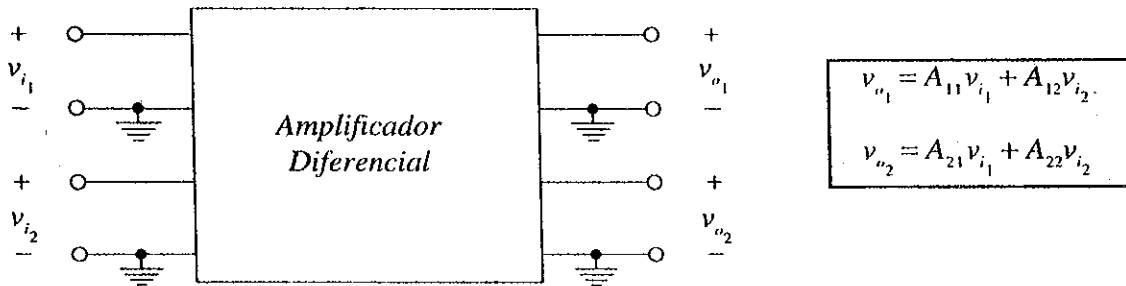 +
v_{i_1}
−
+
v_{i_2}
−
Amplificador
Diferencial
+
v_{o_1}
−
+
v_{o_2}
−
v_{o_1} = A_{11} v_{i_1} + A_{12} v_{i_2}
v_{o_2} = A_{21} v_{i_1} + A_{22} v_{i_2}